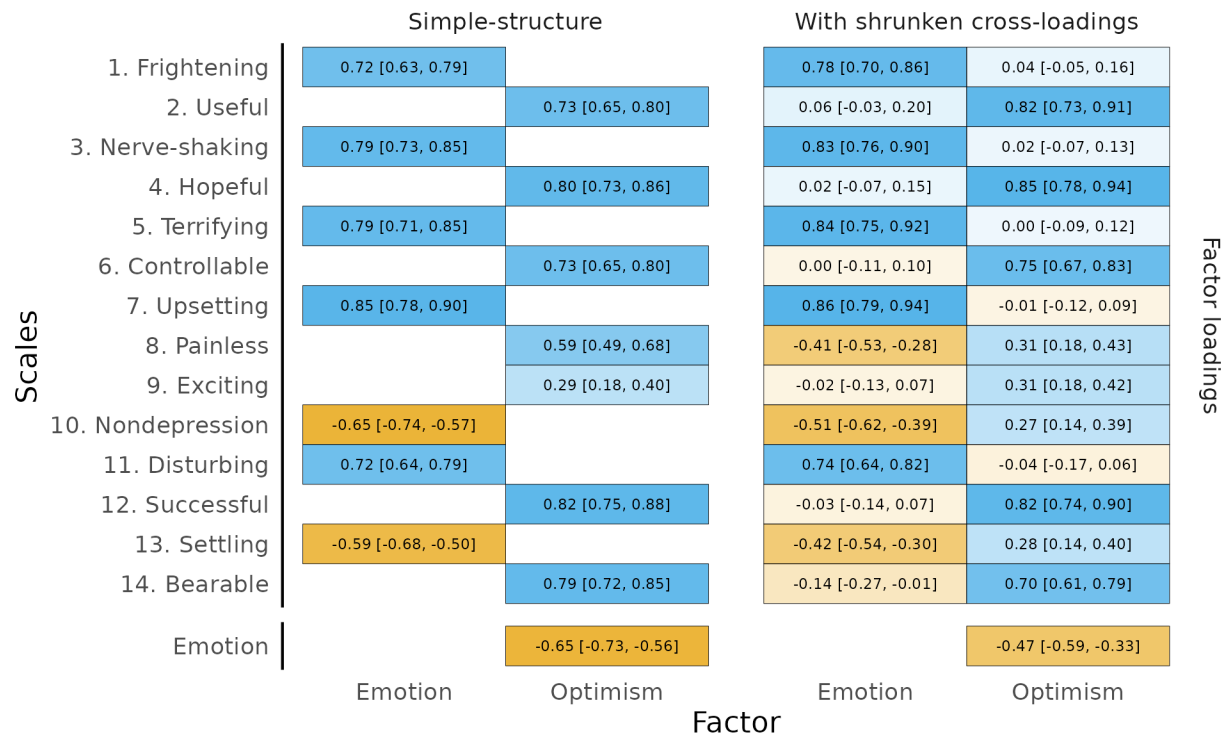 Simple-structure With shrunken cross-loadings
1. Frightening 0.72 [0.63, 0.79] 0.78 [0.70, 0.86] 0.04 [-0.05, 0.16]
2. Useful 0.73 [0.65, 0.80] 0.06 [-0.03, 0.20] 0.82 [0.73, 0.91]
3. Nerve-shaking 0.79 [0.73, 0.85] 0.83 [0.76, 0.90] 0.02 [-0.07, 0.13]
4. Hopeful 0.80 [0.73, 0.86] 0.02 [-0.07, 0.15] 0.85 [0.78, 0.94]
5. Terrifying 0.79 [0.71, 0.85] 0.84 [0.75, 0.92] 0.00 [-0.09, 0.12]
6. Controllable 0.73 [0.65, 0.80] 0.00 [-0.11, 0.10] 0.75 [0.67, 0.83]
7. Upsetting 0.85 [0.78, 0.90] 0.86 [0.79, 0.94] -0.01 [-0.12, 0.09]
8. Painless 0.59 [0.49, 0.68] -0.41 [-0.53, -0.28] 0.31 [0.18, 0.43]
9. Exciting 0.29 [0.18, 0.40] -0.02 [-0.13, 0.07] 0.31 [0.18, 0.42]
10. Nondepression -0.65 [-0.74, -0.57] -0.51 [-0.62, -0.39] 0.27 [0.14, 0.39]
11. Disturbing 0.72 [0.64, 0.79] 0.74 [0.64, 0.82] -0.04 [-0.17, 0.06]
12. Successful 0.82 [0.75, 0.88] -0.03 [-0.14, 0.07] 0.82 [0.74, 0.90]
13. Settling -0.59 [-0.68, -0.50] -0.42 [-0.54, -0.30] 0.28 [0.14, 0.40]
14. Bearable 0.79 [0.72, 0.85] -0.14 [-0.27, -0.01] 0.70 [0.61, 0.79]
Emotion -0.65 [-0.73, -0.56] -0.47 [-0.59, -0.33]
Emotion Optimism Emotion Optimism
Factor
Scales
Factor loadings